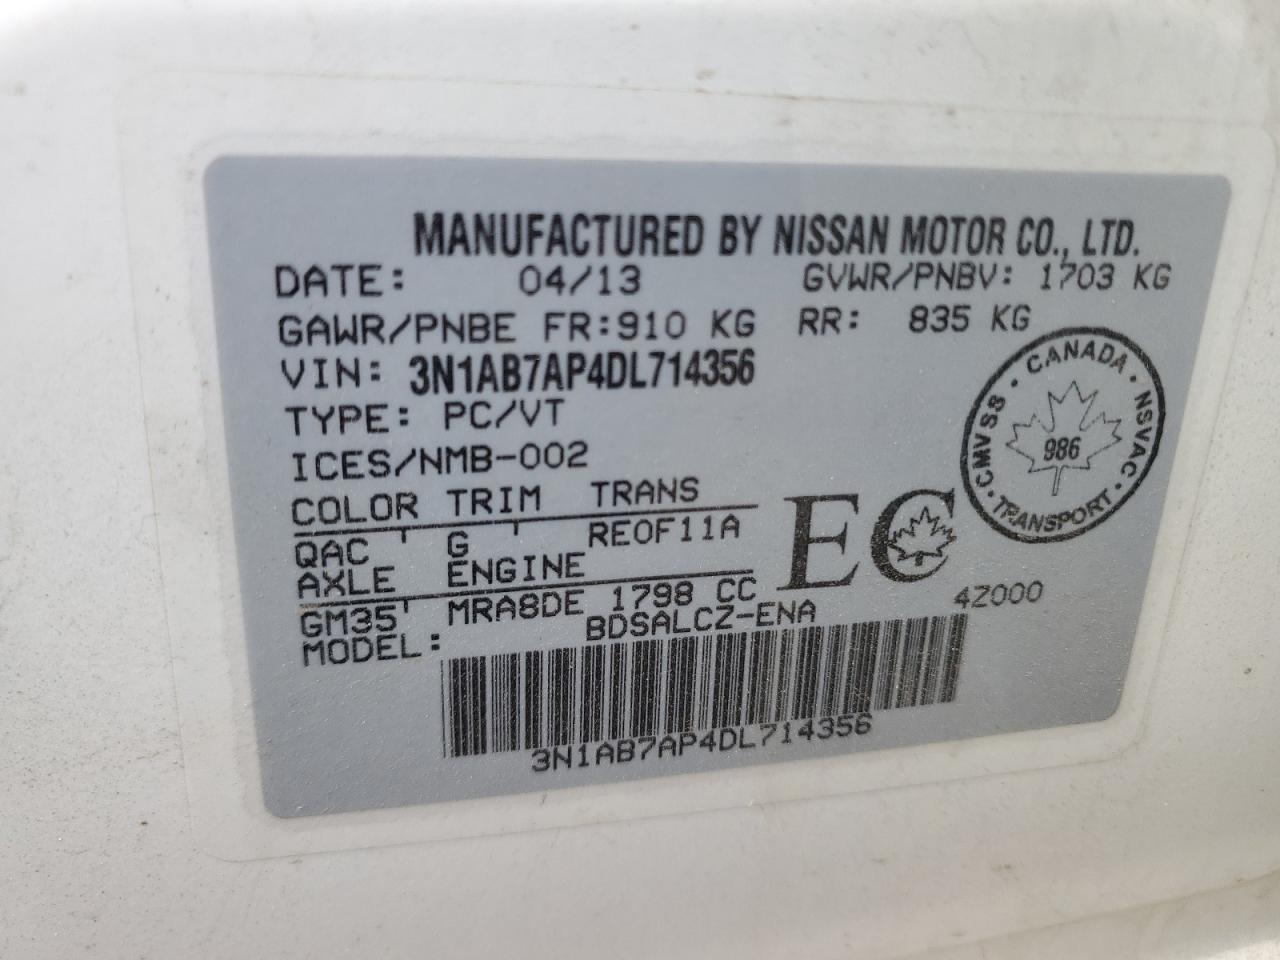 MANUFACTURED BY NISSAN MOTOR CO., LTD.
DATE: 04/13 GVWR/PNBV: 1703 KG
GAWR/PNBE FR:910 KG RR: 835 KG
VIN: 3N1AB7AP4DL714356
TYPE: PC/VT
ICES/NMB-002
COLOR TRIM TRANS
QAC G RE0F11A
AXLE ENGINE
GM35 MRA8DE 1798 CC
MODEL: BDSALCZ-ENA
4Z000
EC
CANADA · NSVAC · TRANSPORT · CMVSS ·
986
3N1AB7AP4DL714356